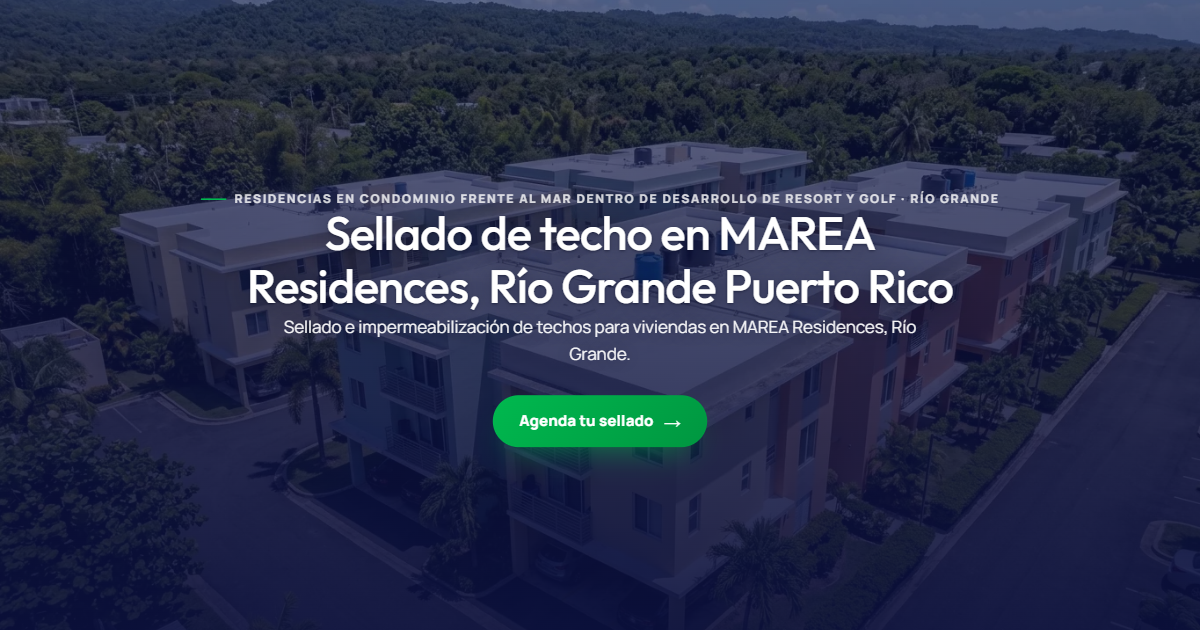 RESIDENCIAS EN CONDOMINIO FRENTE AL MAR DENTRO DE DESARROLLO DE RESORT Y GOLF · RÍO GRANDE
Sellado de techo en MAREA
Residences, Río Grande Puerto Rico
Sellado e impermeabilización de techos para viviendas en MAREA Residences, Río
Grande.
Agenda tu sellado →